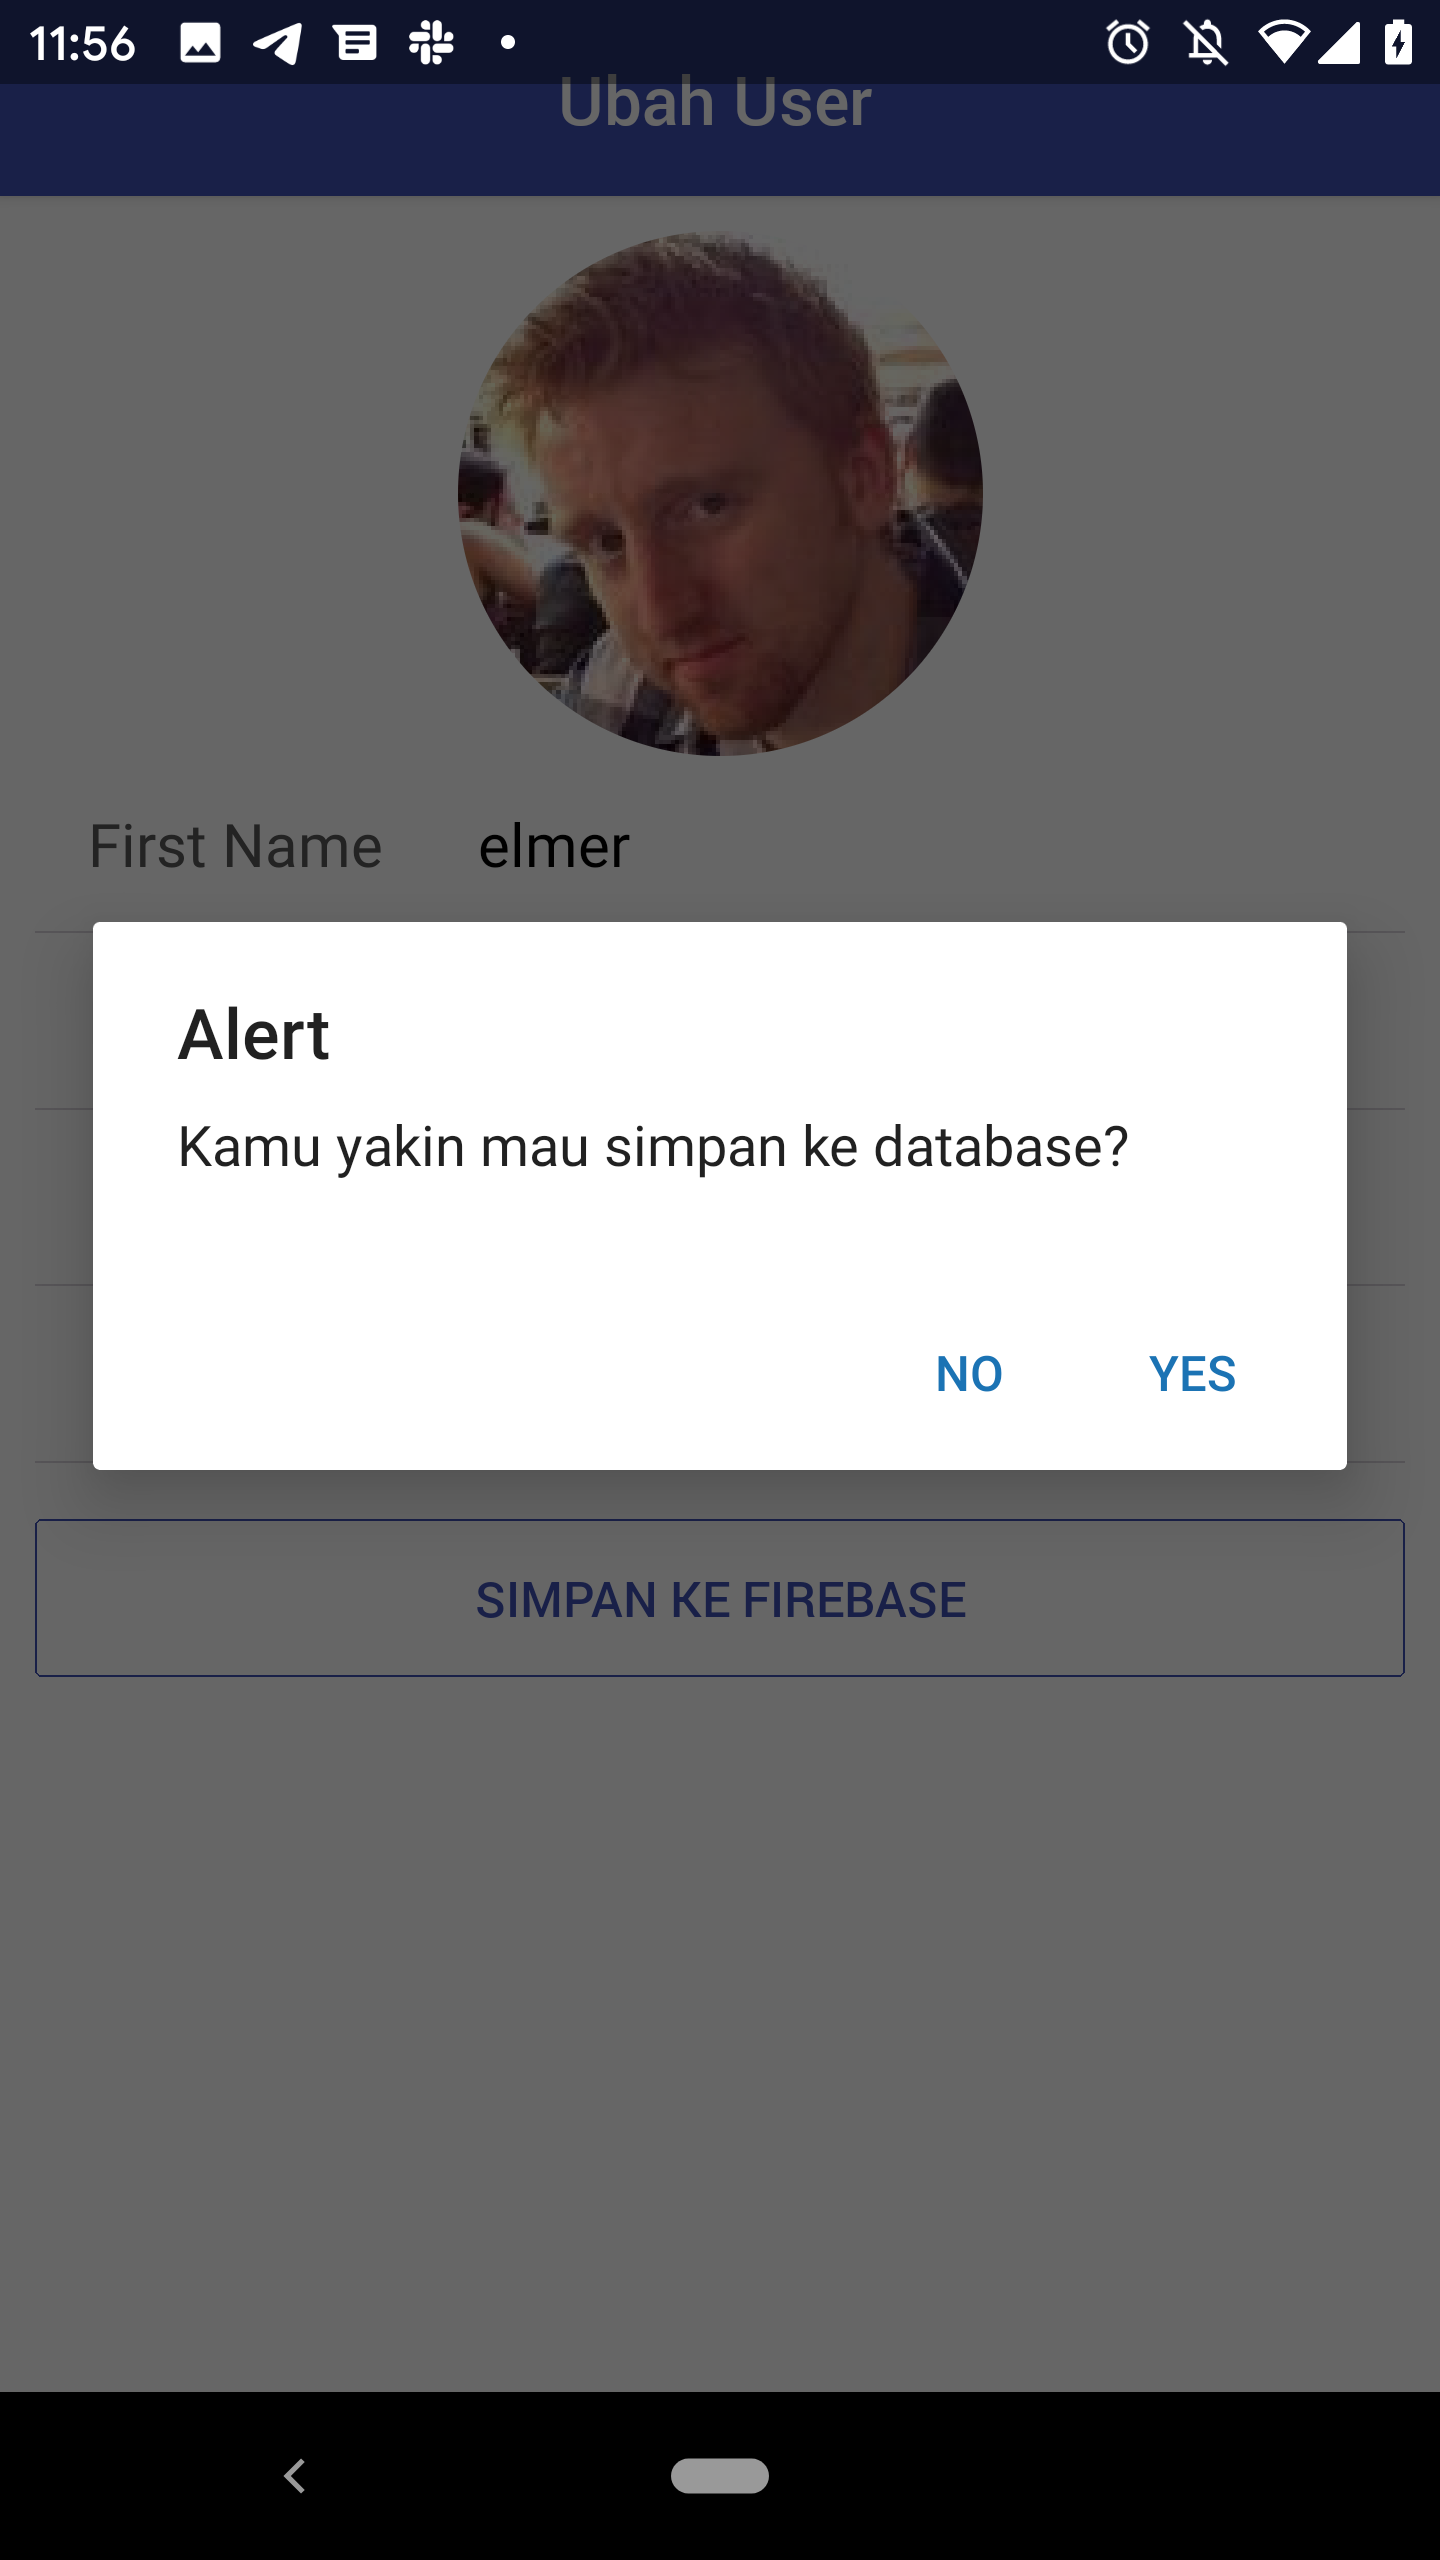 11:56
Ubah User
First Name elmer
Alert
Kamu yakin mau simpan ke database?
NO YES
SIMPAN KE FIREBASE